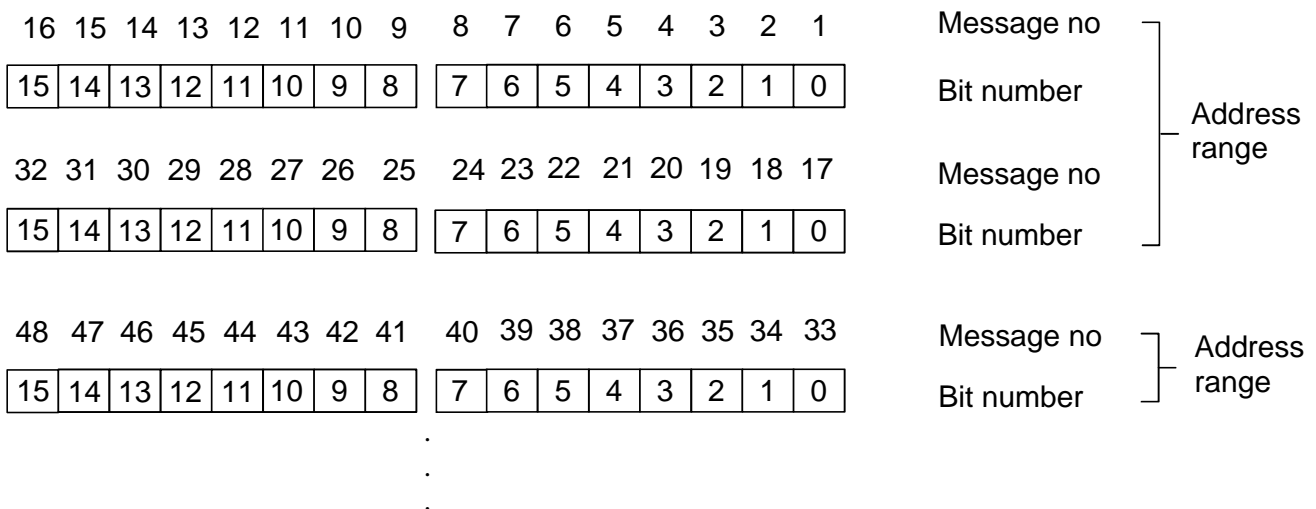 16 15 14 13 12 11 10 9 8 7 6 5 4 3 2 1 Message no
15 14 13 12 11 10 9 8 7 6 5 4 3 2 1 0 Bit number
Address
range
32 31 30 29 28 27 26 25 24 23 22 21 20 19 18 17 Message no
15 14 13 12 11 10 9 8 7 6 5 4 3 2 1 0 Bit number
48 47 46 45 44 43 42 41 40 39 38 37 36 35 34 33 Message no
Address
range
15 14 13 12 11 10 9 8 7 6 5 4 3 2 1 0 Bit number
.
.
.